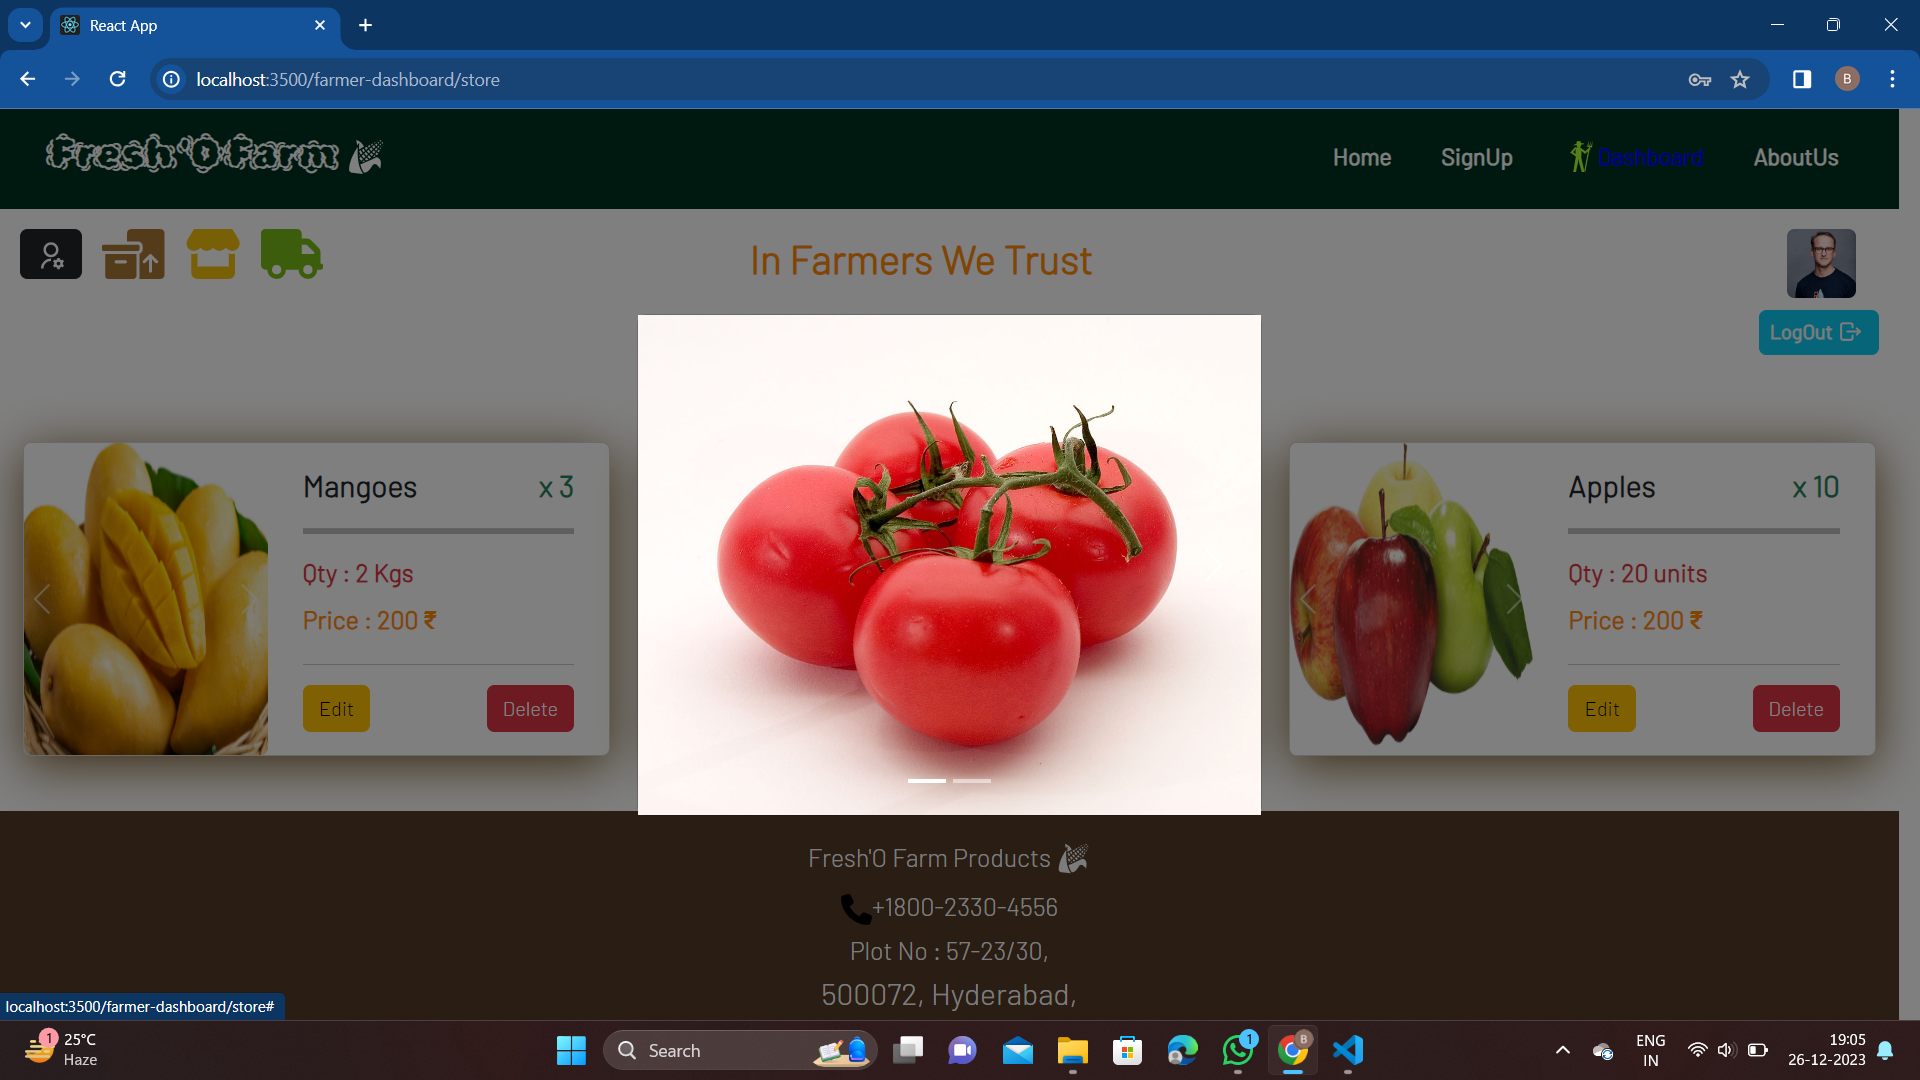 React App
localhost:3500/farmer-dashboard/store
B
Fresh'O Farm
Home SignUp Dashboard AboutUs
In Farmers We Trust
LogOut
Mangoes x 3
Qty : 2 Kgs
Price : 200 ₹
Edit Delete
Apples x 10
Qty : 20 units
Price : 200 ₹
Edit Delete
Fresh'O Farm Products
+1800-2330-4556
Plot No : 57-23/30,
500072, Hyderabad,
localhost:3500/farmer-dashboard/store#
1
25°C
Haze
Search
1
B
ENG
IN
19:05
26-12-2023